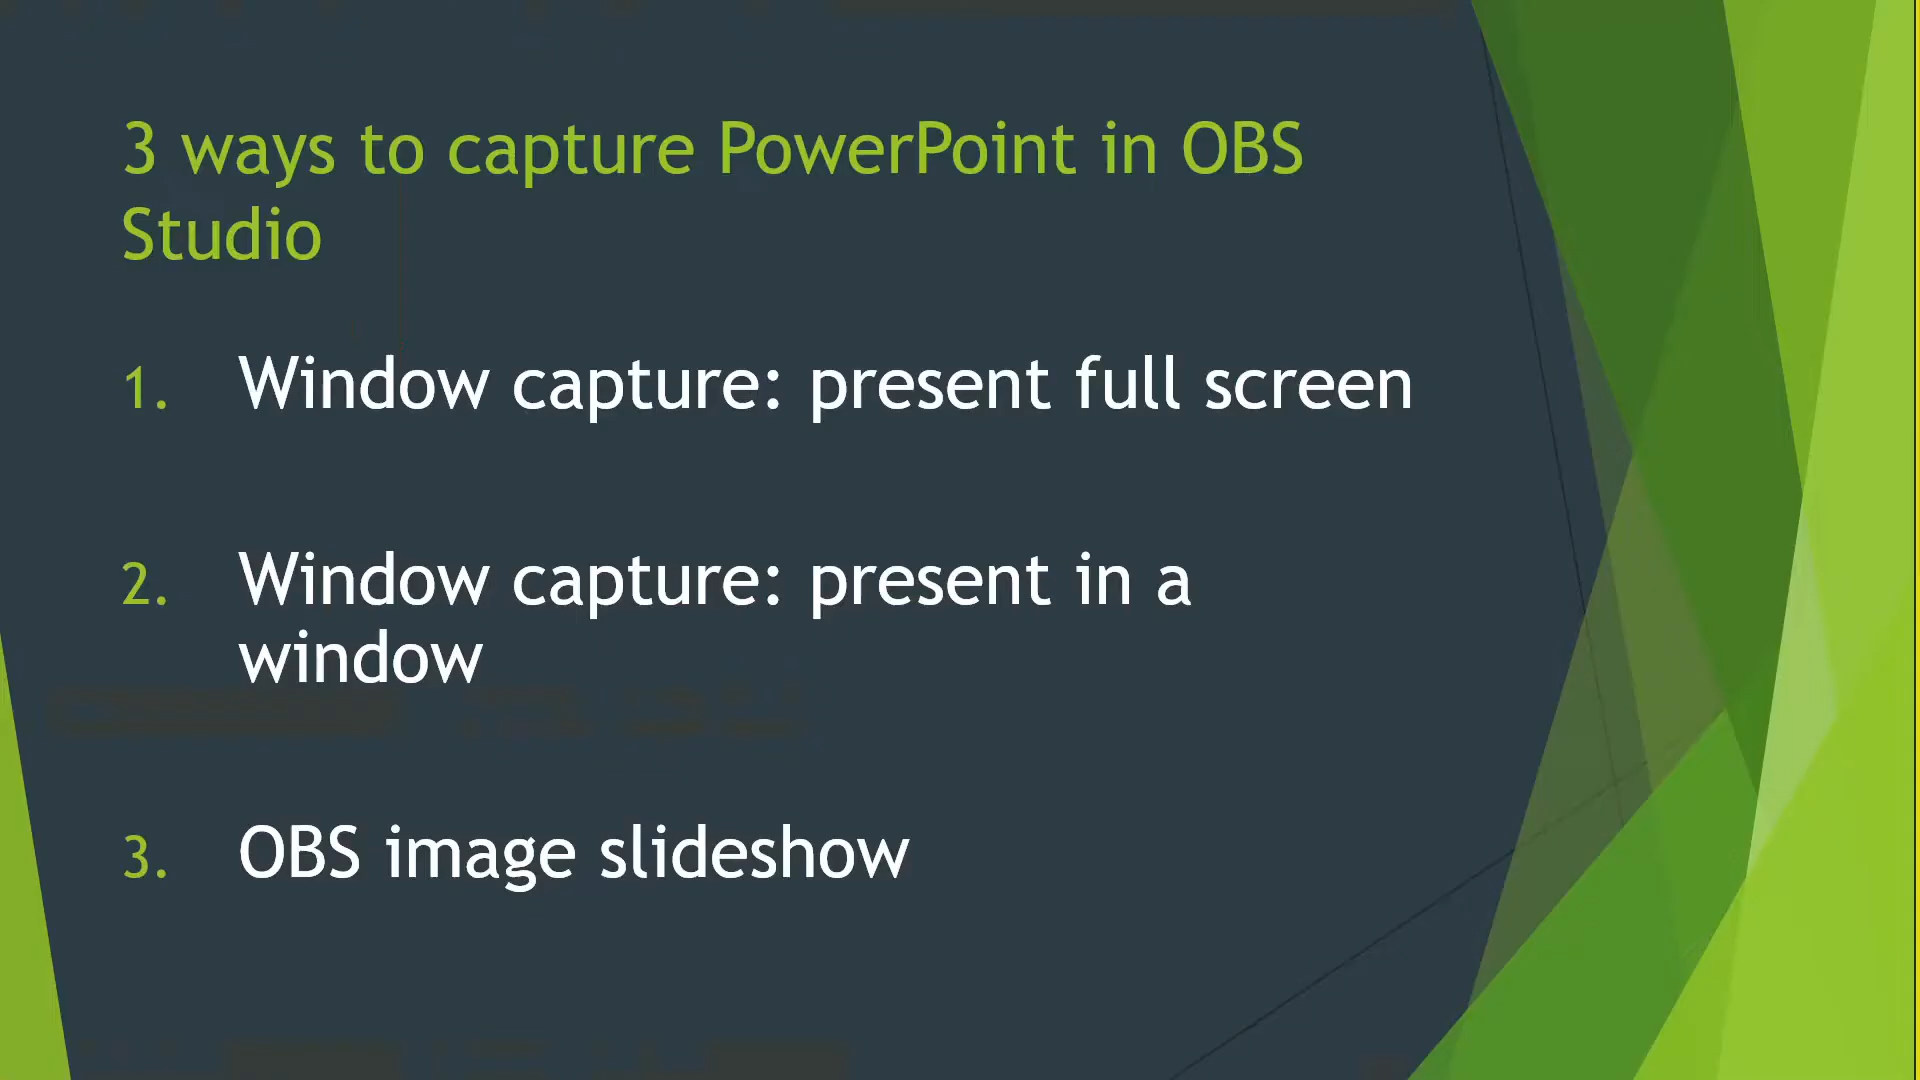 3 ways to capture PowerPoint in OBS
Studio
1. Window capture: present full screen
2. Window capture: present in a
window
3. OBS image slideshow